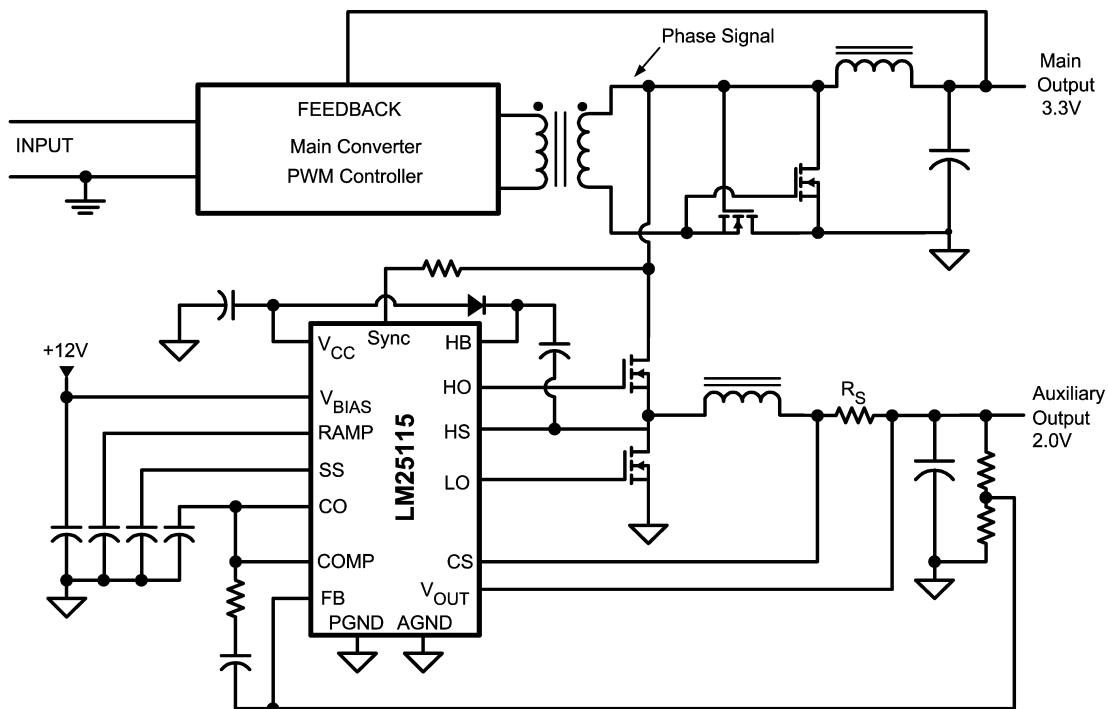 Phase Signal
Main
Output
3.3V
FEEDBACK
Main Converter
PWM Controller
INPUT
Sync
VCC
HB
+12V
HO
VBIAS
RAMP
HS
SS
LO
CO
LM25115
COMP
CS
FB
VOUT
PGND AGND
RS
Auxiliary
Output
2.0V